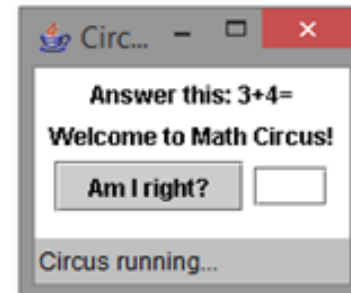 Circ...
Answer this: 3+4=
Welcome to Math Circus!
Am I right?
Circus running...